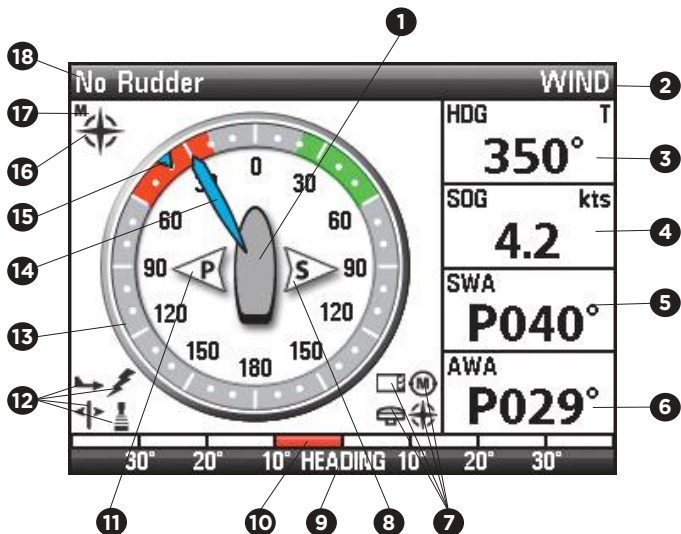 1
18
No Rudder
WIND
2
17
M
HDG T
350°
3
16
SOG kts
4.2
4
15
0
30 30
60 60
14
SWA
P040°
5
90 P S 90
120 120
150 150
180
13
AWA
P029°
6
12
M
30° 20° 10° HEADING 10° 20° 30°
11 10 9 8 7